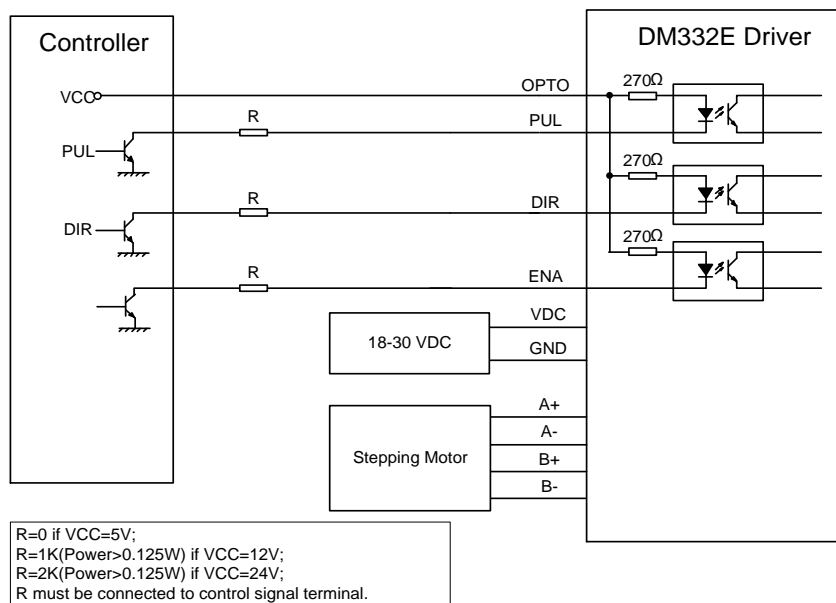 Controller
DM332E Driver
VCC
OPTO
270Ω
PUL
R
PUL
270Ω
DIR
R
DIR
270Ω
R
ENA
18-30 VDC
VDC
GND
Stepping Motor
A+
A-
B+
B-
R=0 if VCC=5V;
R=1K(Power>0.125W) if VCC=12V;
R=2K(Power>0.125W) if VCC=24V;
R must be connected to control signal terminal.